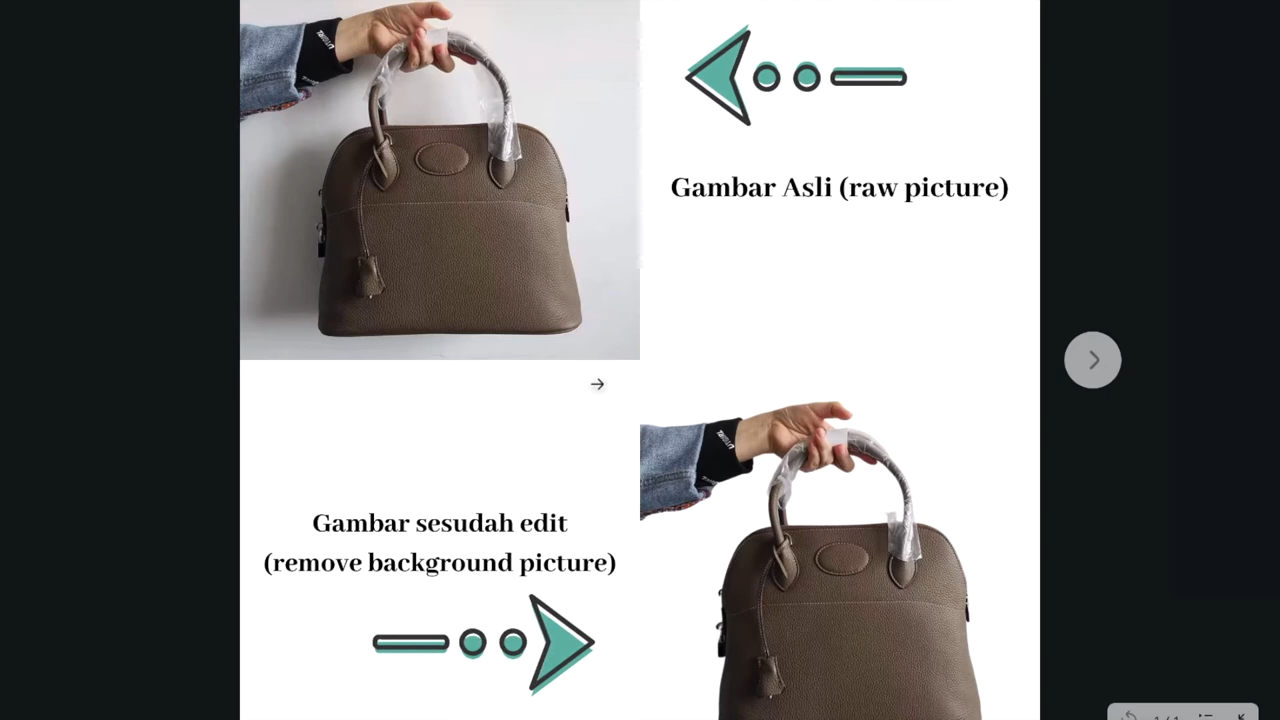 Gambar Asli (raw picture)
Gambar sesudah edit
(remove background picture)